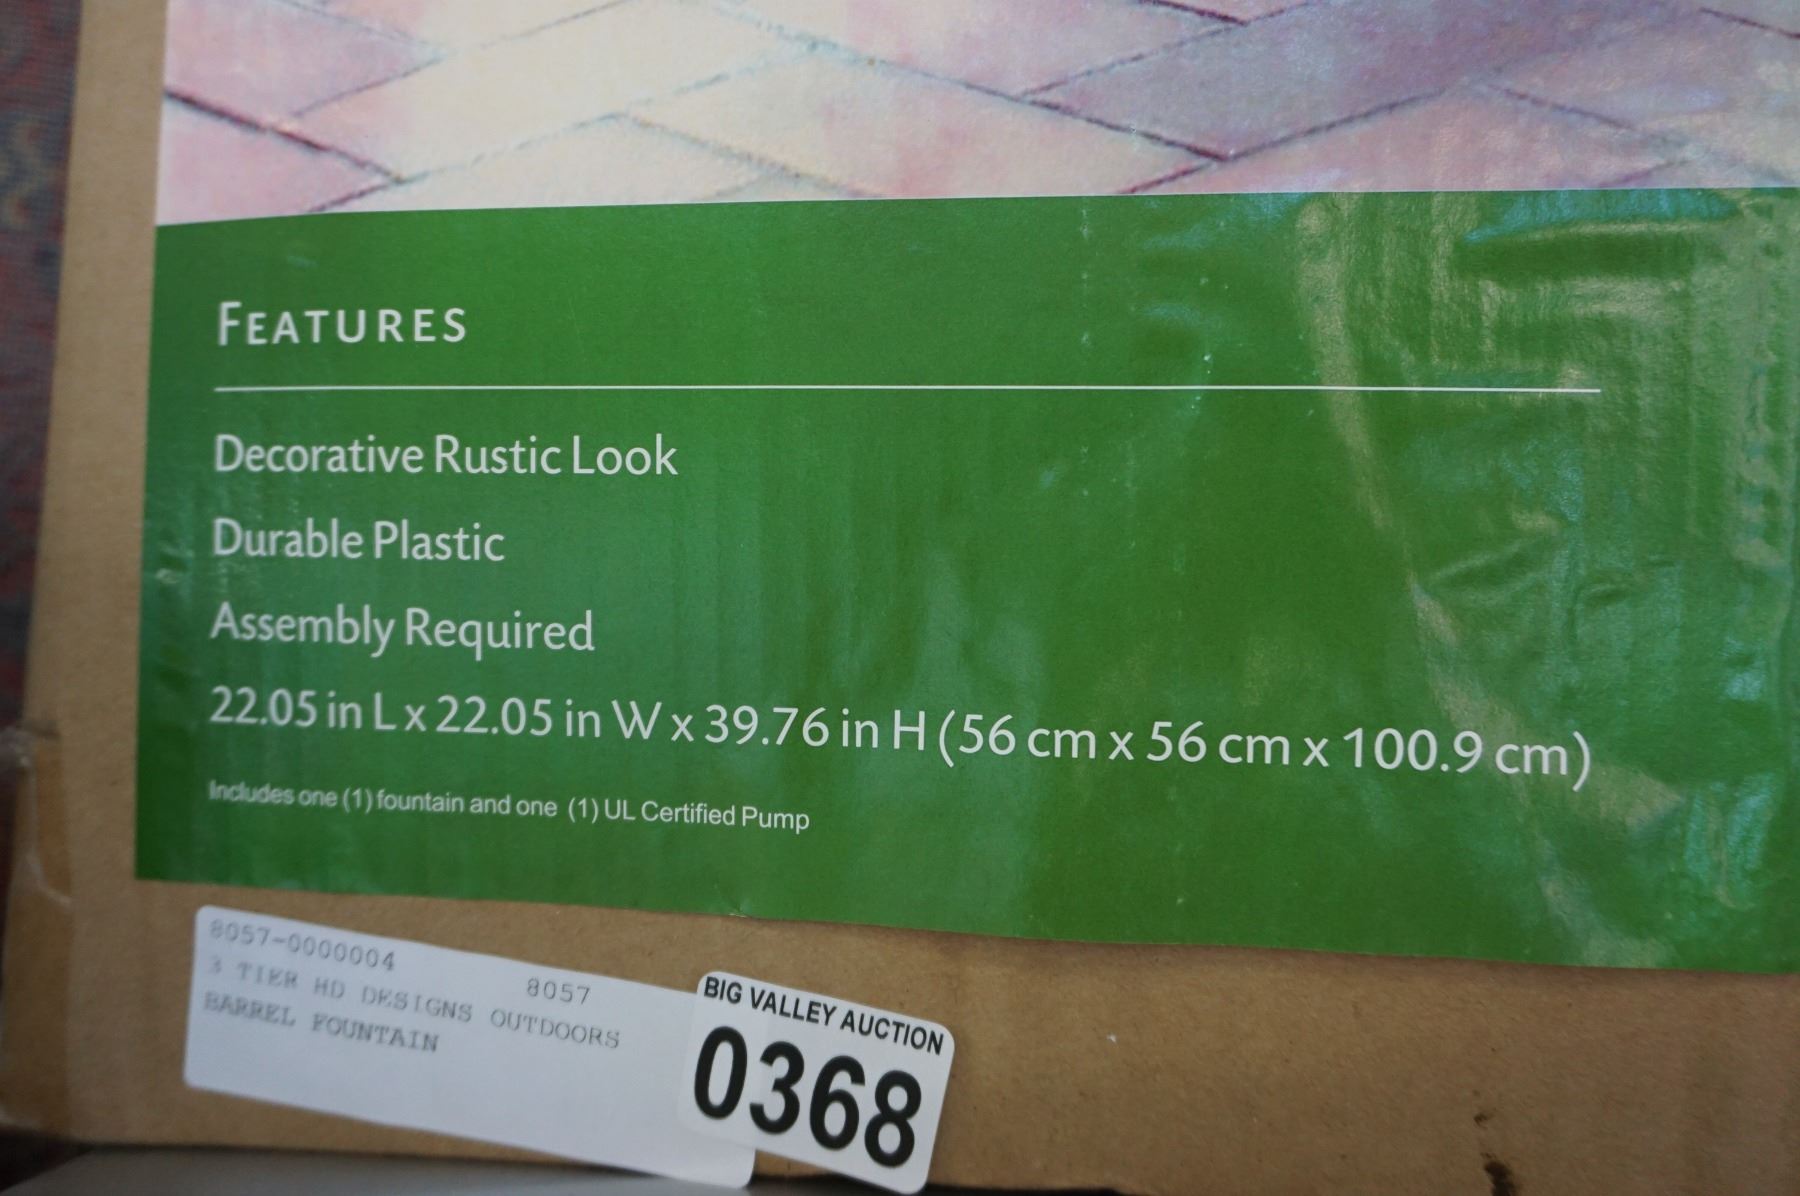 FEATURES
Decorative Rustic Look
Durable Plastic
Assembly Required
22.05 in L x 22.05 in W x 39.76 in H (56 cm x 56 cm x 100.9 cm)
Includes one (1) fountain and one (1) UL Certified Pump
8057-0000004 8057
3 TIER HD DESIGNS OUTDOORS
BARREL FOUNTAIN
BIG VALLEY AUCTION
0368